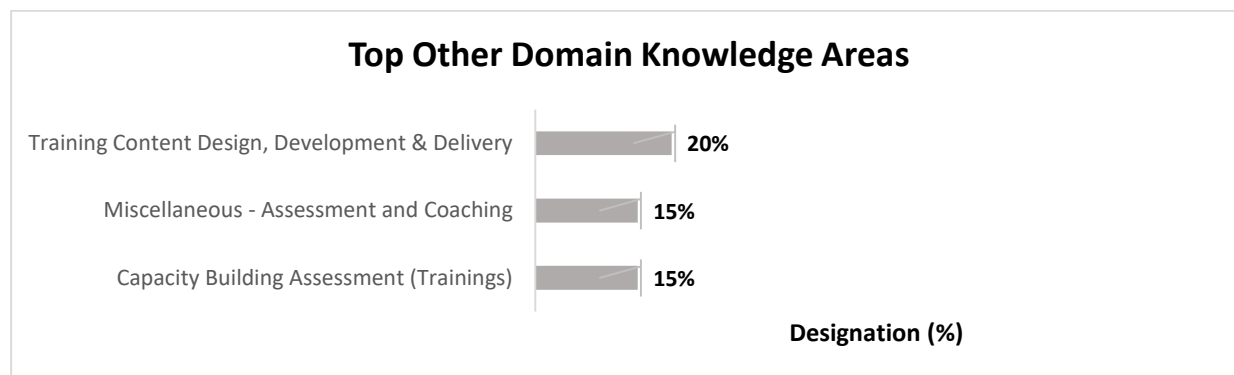 Top Other Domain Knowledge Areas
Training Content Design, Development & Delivery
20%
Miscellaneous - Assessment and Coaching
15%
Capacity Building Assessment (Trainings)
15%
Designation (%)